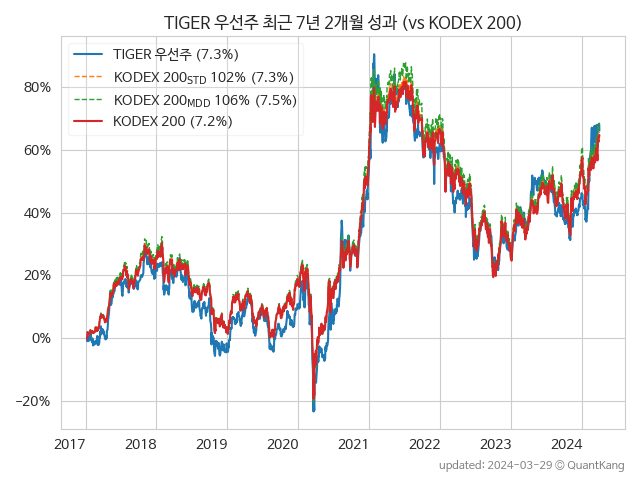 TIGER 우선주 최근 7년 2개월 성과 (vs KODEX 200)
TIGER 우선주 (7.3%)
KODEX 200STD 102% (7.3%)
KODEX 200MDD 106% (7.5%)
KODEX 200 (7.2%)
80%
60%
40%
20%
0%
−20%
2017 2018 2019 2020 2021 2022 2023 2024
updated: 2024-03-29 © QuantKang